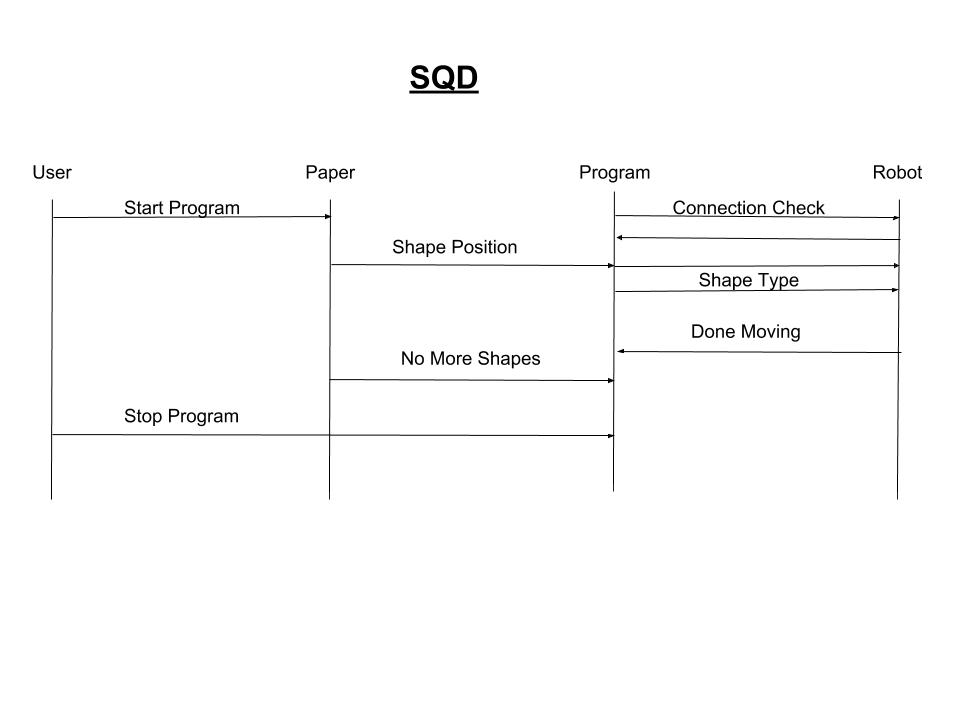 SQD
User
Paper
Program
Robot
Start Program
Connection Check
Shape Position
Shape Type
Done Moving
No More Shapes
Stop Program